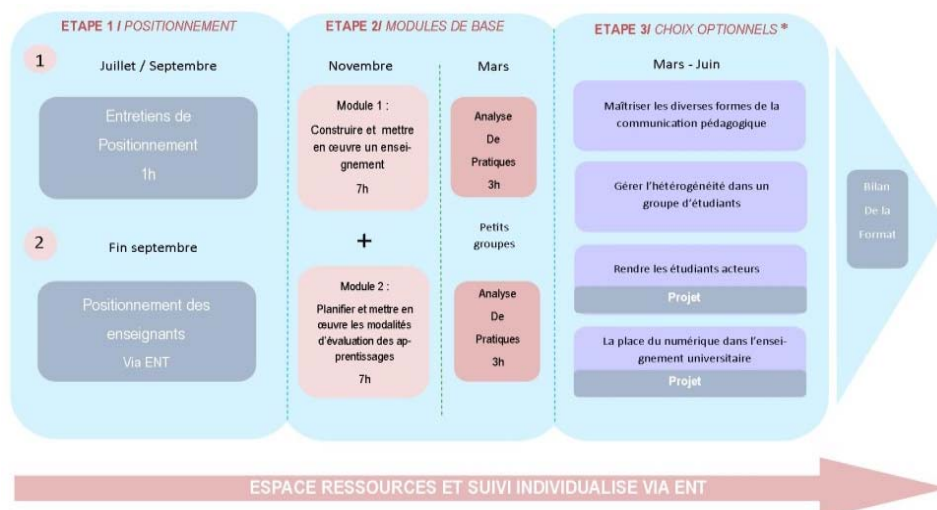 ETAPE 1 / POSITIONNEMENT
1
Juillet / Septembre
Entretiens de
Positionnement
1h
2
Fin septembre
Positionnement des
enseignants
Via ENT
ETAPE 2/ MODULES DE BASE
Novembre
Module 1 :
Construire et mettre
en œuvre un ensei-
gnement
7h
+
Module 2 :
Planifier et mettre en
œuvre les modalités
d'évaluation des ap-
prentissages
7h
Mars
Analyse
De
Pratiques
3h
Petits
groupes
Analyse
De
Pratiques
3h
ETAPE 3/ CHOIX OPTIONNELS *
Mars - Juin
Maîtriser les diverses formes de la
communication pédagogique
Gérer l'hétérogénéité dans un
groupe d'étudiants
Rendre les étudiants acteurs
Projet
La place du numérique dans l'ensei-
gnement universitaire
Projet
Bilan
De la
Format
ESPACE RESSOURCES ET SUIVI INDIVIDUALISE VIA ENT